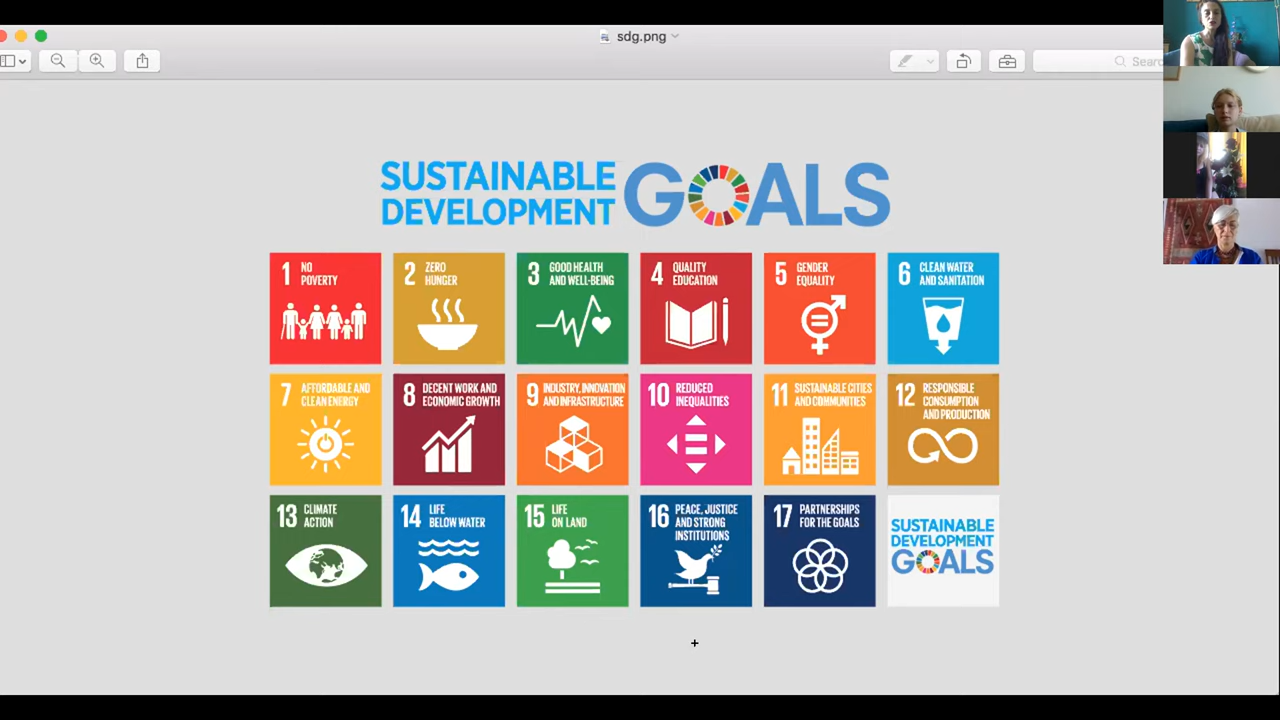 sdg.png
Search
SUSTAINABLE
DEVELOPMENT
GOALS
1 NO
POVERTY
2 ZERO
HUNGER
3 GOOD HEALTH
AND WELL-BEING
4 QUALITY
EDUCATION
5 GENDER
EQUALITY
6 CLEAN WATER
AND SANITATION
7 AFFORDABLE AND
CLEAN ENERGY
8 DECENT WORK AND
ECONOMIC GROWTH
9 INDUSTRY, INNOVATION
AND INFRASTRUCTURE
10 REDUCED
INEQUALITIES
11 SUSTAINABLE CITIES
AND COMMUNITIES
12 RESPONSIBLE
CONSUMPTION
AND PRODUCTION
13 CLIMATE
ACTION
14 LIFE
BELOW WATER
15 LIFE
ON LAND
16 PEACE, JUSTICE
AND STRONG
INSTITUTIONS
17 PARTNERSHIPS
FOR THE GOALS
SUSTAINABLE
DEVELOPMENT
GOALS